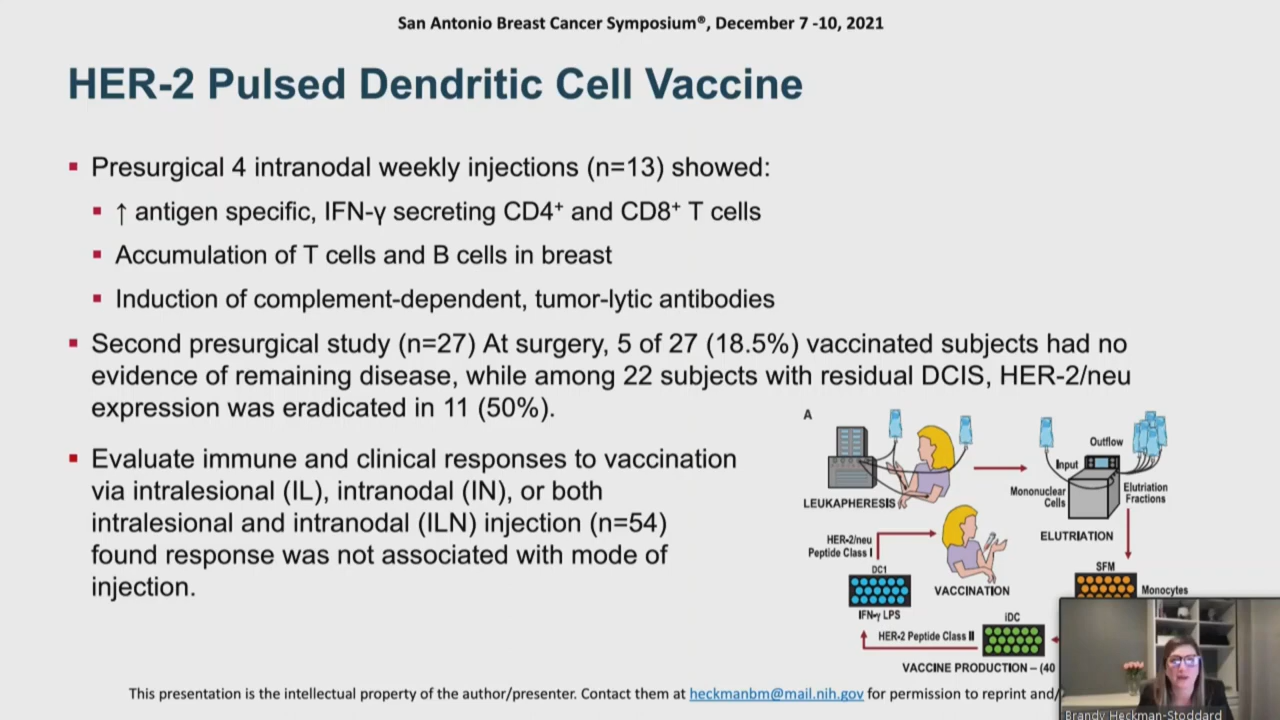 San Antonio Breast Cancer Symposium®, December 7 -10, 2021
HER-2 Pulsed Dendritic Cell Vaccine
▪ Presurgical 4 intranodal weekly injections (n=13) showed:
▪ ↑ antigen specific, IFN-γ secreting CD4⁺ and CD8⁺ T cells
▪ Accumulation of T cells and B cells in breast
▪ Induction of complement-dependent, tumor-lytic antibodies
▪ Second presurgical study (n=27) At surgery, 5 of 27 (18.5%) vaccinated subjects had no
evidence of remaining disease, while among 22 subjects with residual DCIS, HER-2/neu
expression was eradicated in 11 (50%).
▪ Evaluate immune and clinical responses to vaccination
via intralesional (IL), intranodal (IN), or both
intralesional and intranodal (ILN) injection (n=54)
found response was not associated with mode of
injection.
A
LEUKAPHERESIS
Outflow
Input
Mononuclear
Cells
Elutriation
Fractions
ELUTRIATION
HER-2/neu
Peptide Class I
DC1
IFN-γ LPS
VACCINATION
SFM
Monocytes
iDC
HER-2 Peptide Class II
VACCINE PRODUCTION – (40
This presentation is the intellectual property of the author/presenter. Contact them at heckmanbm@mail.nih.gov for permission to reprint and/
Brandy Heckman-Stoddard